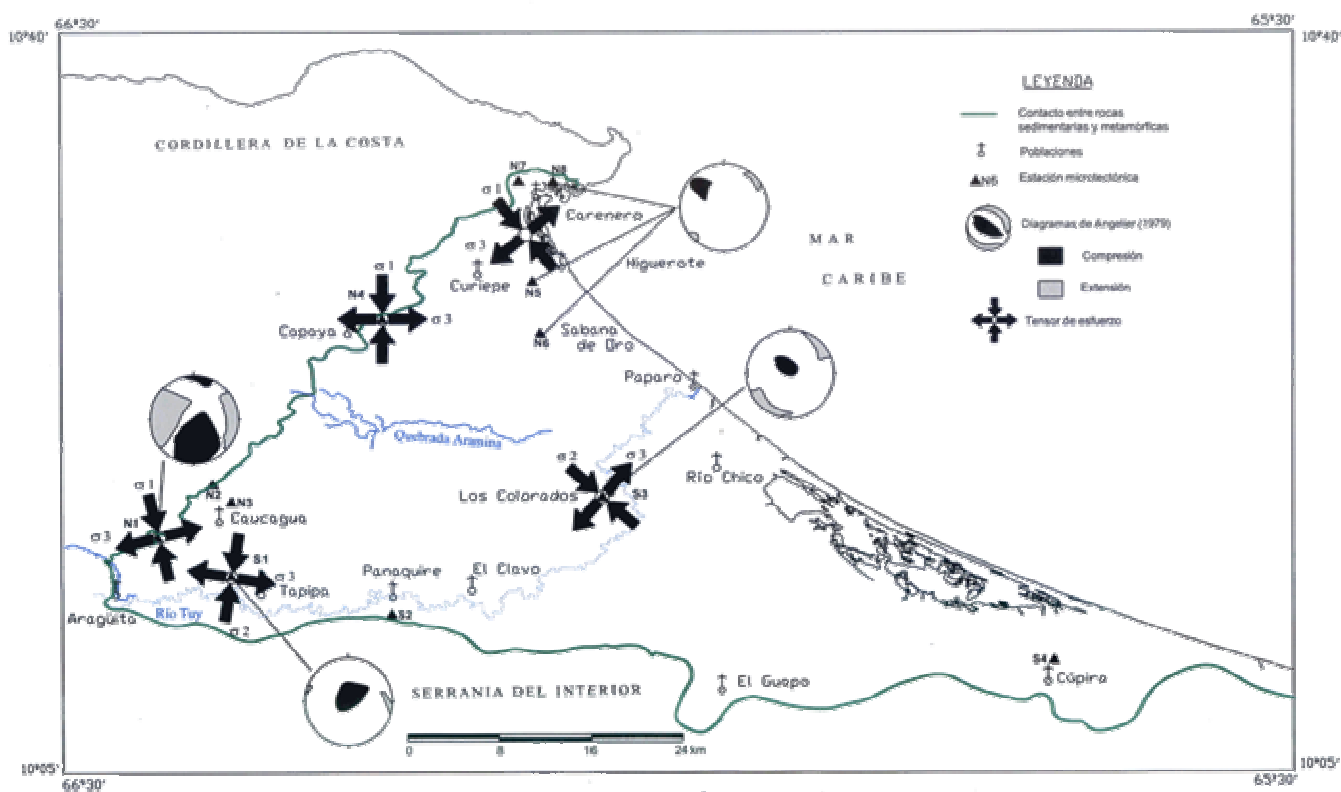 66°30'
65°30'
10°40'
10°40'
LEYENDA
Contacto entre rocas
sedimentarias y metamórficas
Poblaciones
N6
Estación microtectónica
Diagramas de Angelier (1979)
Compresión
Extensión
Tensor de esfuerzo
CORDILLERA DE LA COSTA
N7
N8
σ1
Carenero
σ3
Curiepe
N5
Higuerote
MAR
CARIBE
σ1
N4
σ3
Capaya
N6
Sabana
de Oro
Paparo
Quebrada Aramina
σ2
σ3
Los Colorados
S3
Río Chico
σ1
N2
N3
N1
Caucagua
σ3
S1
σ3
Tapipa
Panaquire
El Clavo
Aragüita
Río Tuy
σ2
S2
S4
Cúpira
El Guapo
SERRANIA DEL INTERIOR
0
8
16
24 km
10°05'
10°05'
66°30'
65°30'